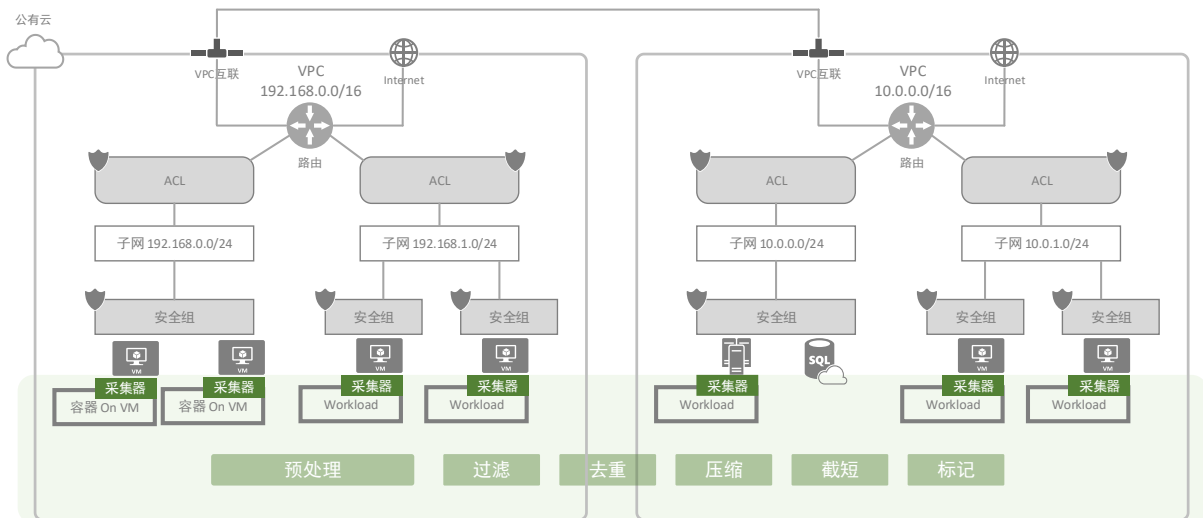 公有云
VPC互联
VPC
192.168.0.0/16
Internet
VPC互联
VPC
10.0.0.0/16
Internet
路由
路由
ACL
ACL
ACL
ACL
子网 192.168.0.0/24
子网 192.168.1.0/24
子网 10.0.0.0/24
子网 10.0.1.0/24
安全组
安全组
安全组
安全组
安全组
安全组
VM
VM
VM
VM
SQL
VM
VM
采集器
采集器
采集器
采集器
采集器
采集器
采集器
容器 On VM
容器 On VM
Workload
Workload
Workload
Workload
Workload
预处理
过滤
去重
压缩
截短
标记